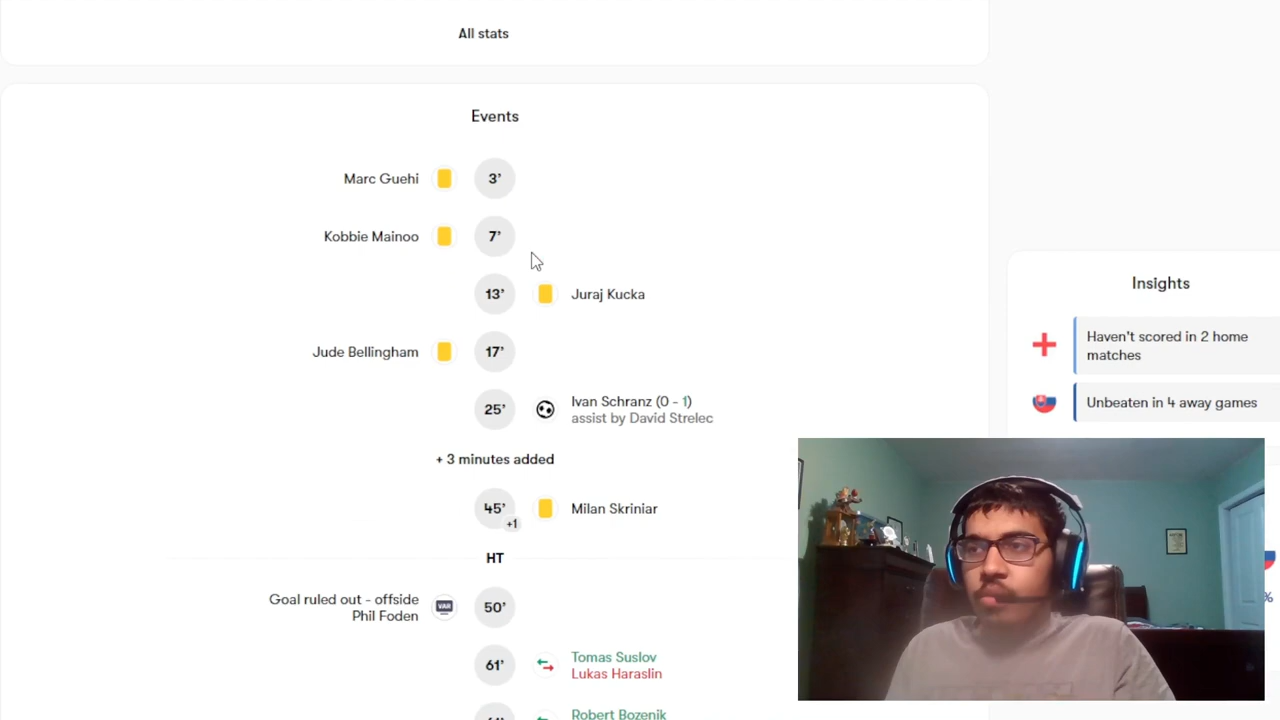 All stats
Events
Marc Guehi 3’
Kobbie Mainoo 7’
13’ Juraj Kucka
Jude Bellingham 17’
25’ Ivan Schranz (0 - 1)
assist by David Strelec
+ 3 minutes added
45’ +1 Milan Skriniar
HT
Goal ruled out - offside
Phil Foden VAR 50’
61’ Tomas Suslov
Lukas Haraslin
Robert Bozenik
Insights
Haven’t scored in 2 home
matches
Unbeaten in 4 away games
%